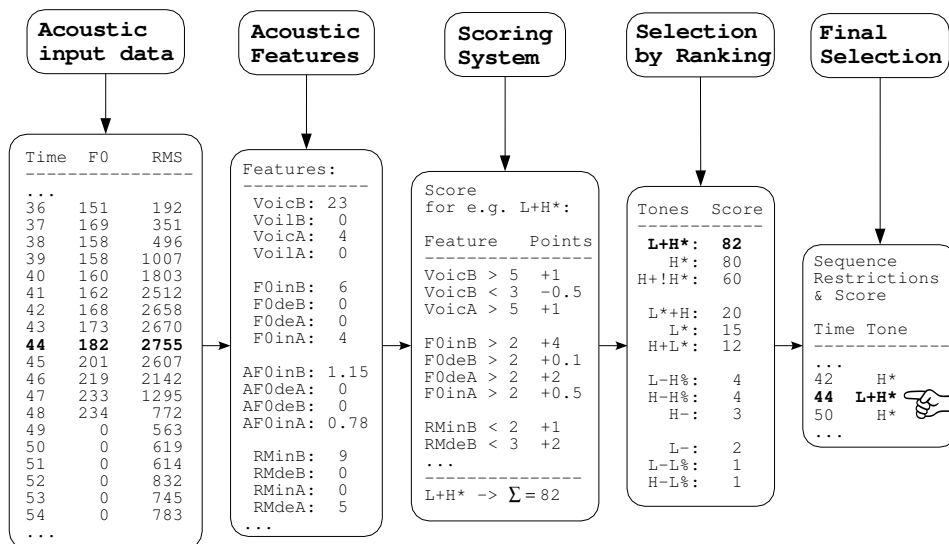 Acoustic
input data
Acoustic
Features
Scoring
System
Selection
by Ranking
Final
Selection
Time F0 RMS
-----------------
...
36 151 192
37 169 351
38 158 496
39 158 1007
40 160 1803
41 162 2512
42 168 2658
43 173 2670
44 182 2755
45 201 2607
46 219 2142
47 233 1295
48 234 772
49 0 563
50 0 619
51 0 614
52 0 832
53 0 745
54 0 783
...
Features:
-------------
VoicB: 23
VoilB: 0
VoicA: 4
VoilA: 0
F0inB: 6
F0deB: 0
F0deA: 0
F0inA: 4
AF0inB: 1.15
AF0deA: 0
AF0deB: 0
AF0inA: 0.78
RMinB: 9
RMdeB: 0
RMinA: 0
RMdeA: 5
...
Score
for e.g. L+H*:
Feature Points
-----------------
VoicB > 5 +1
VoicB < 3 -0.5
VoicA > 5 +1
F0inB > 2 +4
F0deB > 2 +0.1
F0deA > 2 +2
F0inA > 2 +0.5
RMinB < 2 +1
RMdeB < 3 +2
...
----------------
L+H* -> Σ = 82
Tones Score
-------------
L+H*: 82
H*: 80
H+!H*: 60
L*+H: 20
L*: 15
H+L*: 12
L-H%: 4
H-H%: 4
H-: 3
L-: 2
L-L%: 1
H-L%: 1
Sequence
Restrictions
& Score
Time Tone
--------------
...
42 H*
44 L+H*
50 H*
...